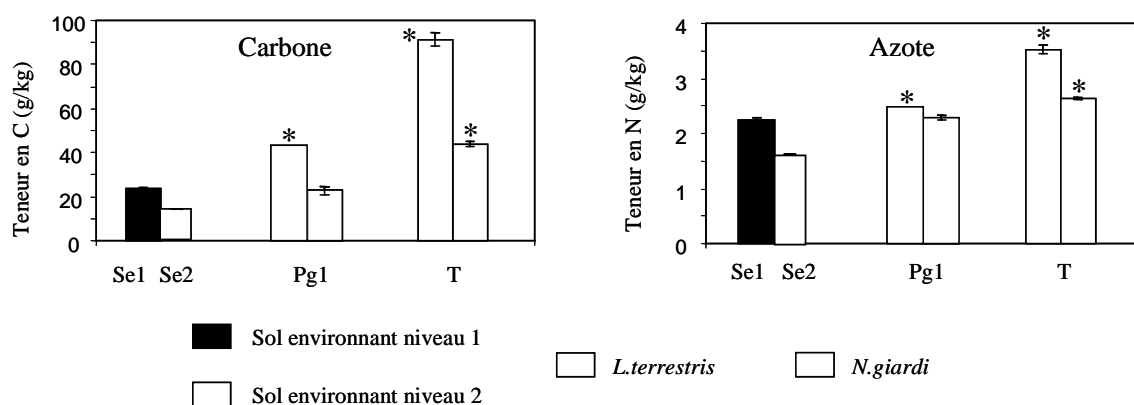 Carbone
Teneur en C (g/kg)
100
80
60
40
20
0
*
*
*
Se1 Se2 Pg1 T
Azote
Teneur en N (g/kg)
4
3
2
1
0
*
*
*
Se1 Se2 Pg1 T
Sol environnant niveau 1
Sol environnant niveau 2
L.terrestris
N.giardi